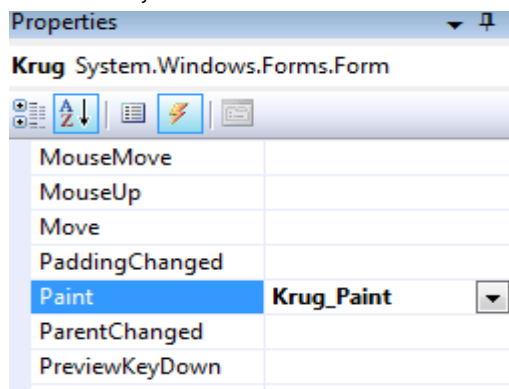 Properties
Krug System.Windows.Forms.Form
A
Z
MouseMove
MouseUp
Move
PaddingChanged
Paint Krug_Paint
ParentChanged
PreviewKeyDown